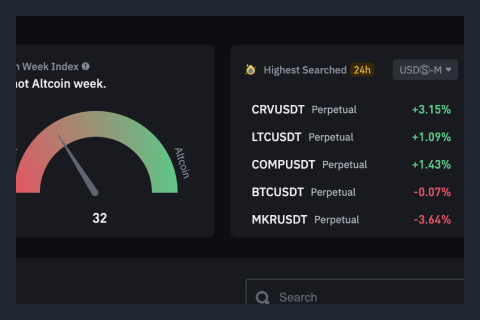 Week Index
not Altcoin week.
Altcoin
32
Highest Searched 24h
USDⓈ-M
CRVUSDT Perpetual +3.15%
LTCUSDT Perpetual +1.09%
COMPUSDT Perpetual +1.43%
BTCUSDT Perpetual -0.07%
MKRUSDT Perpetual -3.64%
Search